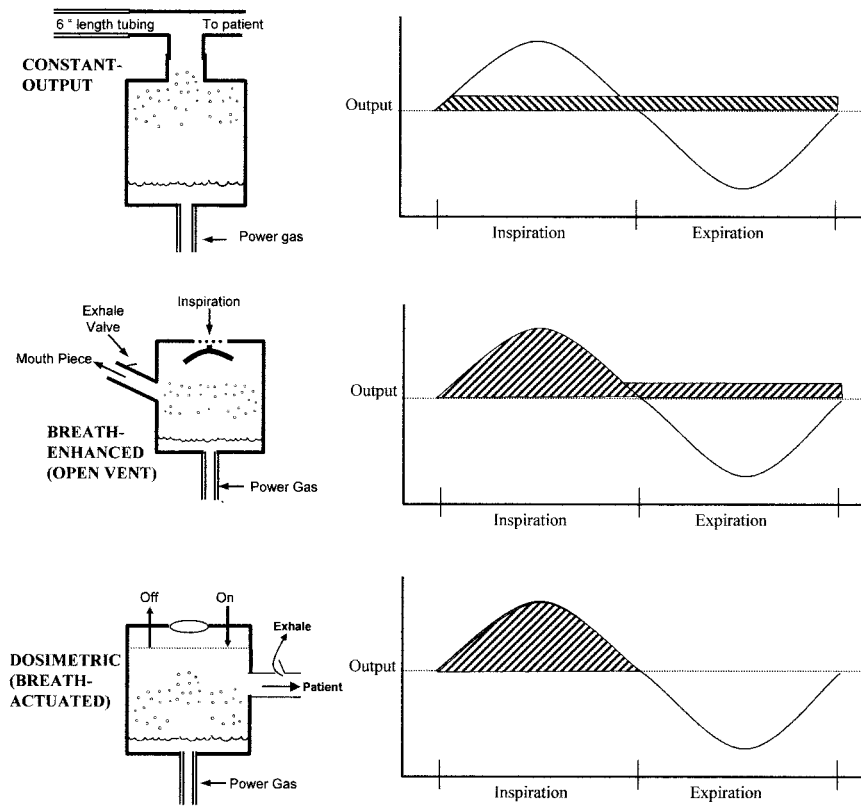 6 " length tubing
To patient
CONSTANT-
OUTPUT
Power gas
Output
Inspiration
Expiration
Exhale
Valve
Inspiration
Mouth Piece
BREATH-
ENHANCED
(OPEN VENT)
Power Gas
Output
Inspiration
Expiration
Off
On
Exhale
DOSIMETRIC
(BREATH-
ACTUATED)
Patient
Power Gas
Output
Inspiration
Expiration